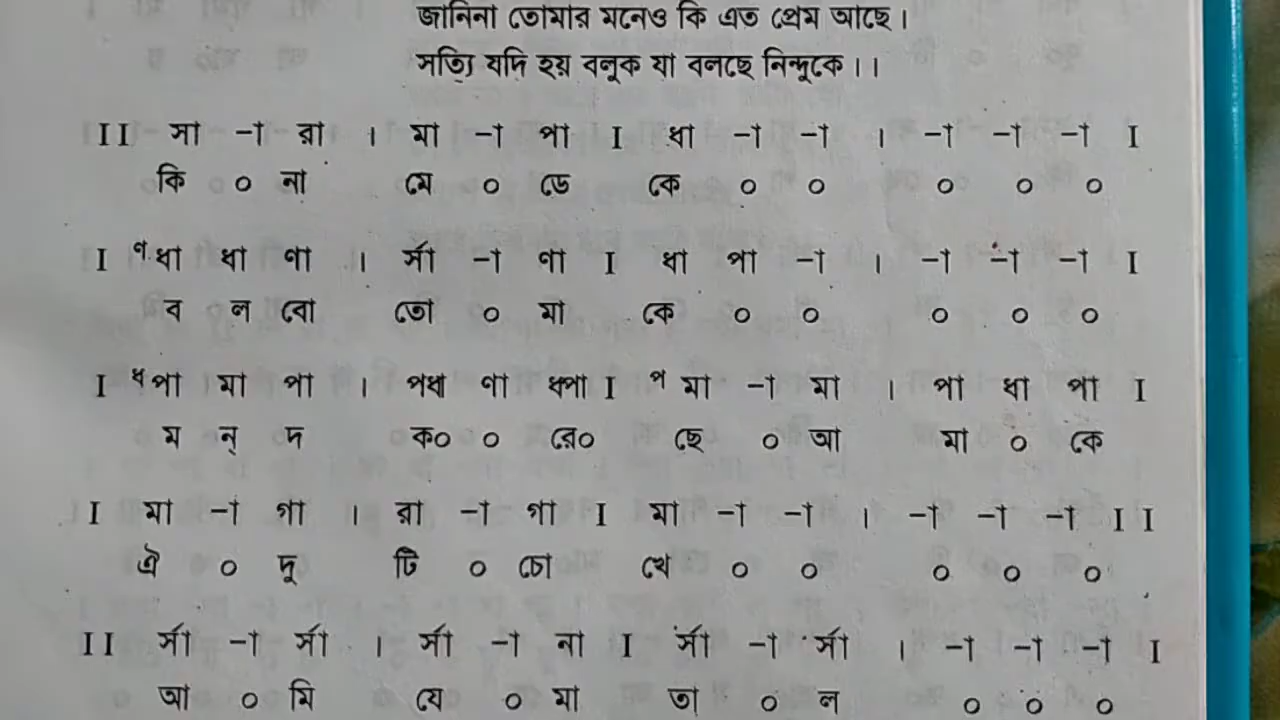 জানিনা তোমার মনেও কি এত প্রেম আছে।
সত্যি যদি হয় বলুক যা বলছে নিন্দুকে।।
II সা -া রা । মা -া পা I ধা -া -া । -া -া -া I
কি ০ না মে ০ ডে কে ০ ০ ০ ০ ০
I ণধা ধা ণা । র্সা -া ণা I ধা পা -া । -া -া -া I
ব ল বো তো ০ মা কে ০ ০ ০ ০ ০
I ধপা মা পা । পধা ণা ধপা I পমা -া মা । পা ধা পা I
ম ন্ দ ক০ ০ রে০ ছে ০ আ মা ০ কে
I মা -া গা । রা -া গা I মা -া -া । -া -া -া II
ঐ ০ দু টি ০ চো খে ০ ০ ০ ০ ০
II র্সা -া র্সা । র্সা -া না I র্সা -া র্সা । -া -া -া I
আ ০ মি যে ০ মা তা ০ ল ০ ০ ০